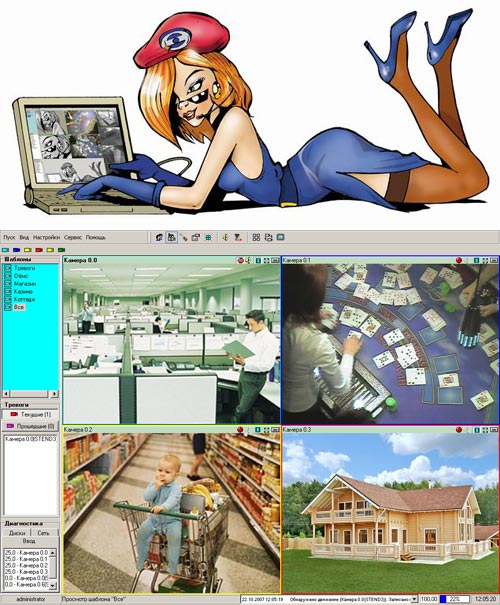 Пуск Вид Настройки Сервис Помощь
Шаблоны
Тревоги
Офис
Магазин
Казино
Коттедж
Все
Тревоги
Текущие [1]
Прошедшие [0]
Камера 0.0(STEND3
Диагностика
Диски Сеть
Ввод
25,0 - Камера 0.0
25,0 - Камера 0.1
25,0 - Камера 0.2
25,0 - Камера 0.3
0,0 - Камера 0.0(S
0,0 - Камера 0.6(S
Камера 0.0
Камера 0.1
Камера 0.2
Камера 0.3
administrator
Просмотр шаблона "Все"
22.10.2007 12:05:19 Обнаружено движение (Камера 0.0(STEND3)). Записано с
100,00
22%
12:05:20